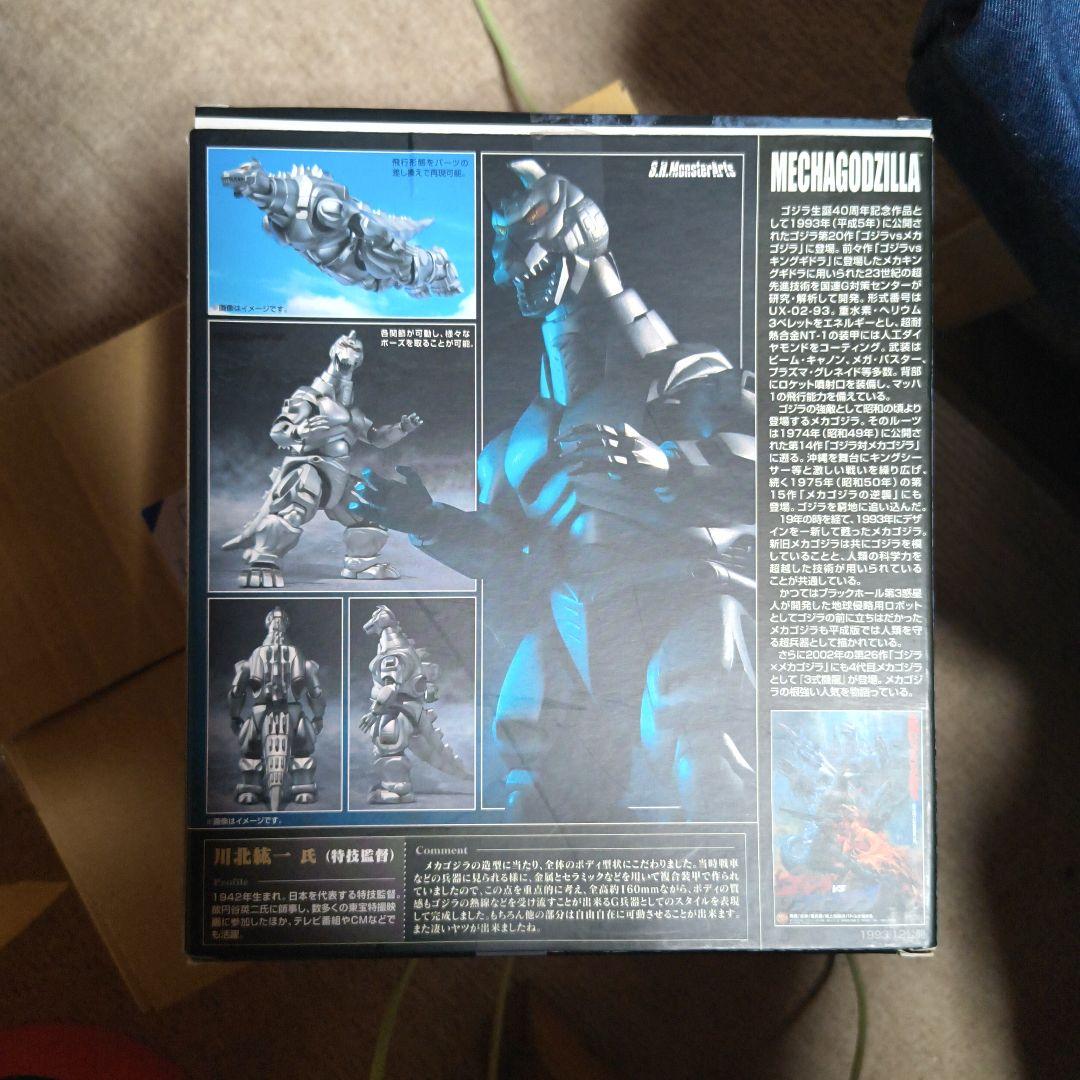 飛行形態をパーツの
差し換えで再現可能。
※画像はイメージです。
各関節が可動し、様々な
ポーズを取ることが可能。
※画像はイメージです。
S.H.MonsterArts
MECHAGODZILLA
ゴジラ生誕40周年記念作品と
して1993年(平成5年)に公開さ
れたゴジラ第20作「ゴジラvsメカ
ゴジラ」に登場。前々作「ゴジラvs
キングギドラ」に登場したメカキン
グギドラに用いられた23世紀の超
先進技術を国連G対策センターが
研究・解析して開発。形式番号は
UX-02-93。重水素・ヘリウム
3ペレットをエネルギーとし、超耐
熱合金NT-1の装甲には人工ダイ
ヤモンドをコーティング。武装は
ビーム・キャノン、メガ・バスター、
プラズマ・グレネイド等多数。背部
にロケット噴射口を装備し、マッハ
1の飛行能力を備えている。
ゴジラの強敵として昭和の頃より
登場するメカゴジラ。そのルーツ
は1974年(昭和49年)に公開さ
れた第14作「ゴジラ対メカゴジラ」
に遡る。沖縄を舞台にキングシー
サー等と激しい戦いを繰り広げ、
続く1975年(昭和50年)の第
15作「メカゴジラの逆襲」にも
登場。ゴジラを窮地に追い込んだ。
19年の時を経て、1993年にデザ
インを一新して甦ったメカゴジラ。
新旧メカゴジラは共にゴジラを模
していることと、人類の科学力を
超越した技術が用いられている
ことが共通している。
かつてはブラックホール第3惑星
人が開発した地球侵略用ロボット
としてゴジラの前に立ちはだかった
メカゴジラも平成版では人類を守
る超兵器として描かれている。
さらに2002年の第26作「ゴジラ
×メカゴジラ」にも4代目メカゴジラ
として「3式機龍」が登場。メカゴジ
ラの根強い人気を物語っている。
VS
1993.12公開
川北紘一 氏 (特技監督)
Profile
1942年生まれ。日本を代表する特技監督。
故円谷英二氏に師事し、数多くの東宝特撮映
画に参加したほか、テレビ番組やCMなどで
も活躍。
Comment
メカゴジラの造型に当たり、全体のボディ型状にこだわりました。当時戦車
などの兵器に見られる様に、金属とセラミックなどを用いて複合装甲で作られ
ていましたので、この点を重点的に考え、全高約160mmながら、ボディの質
感もゴジラの熱線などを受け流すことが出来るG兵器としてのスタイルを表現
して完成しました。もちろん他の部分は自由自在に可動させることが出来ます。
また凄いヤツが出来ましたね。